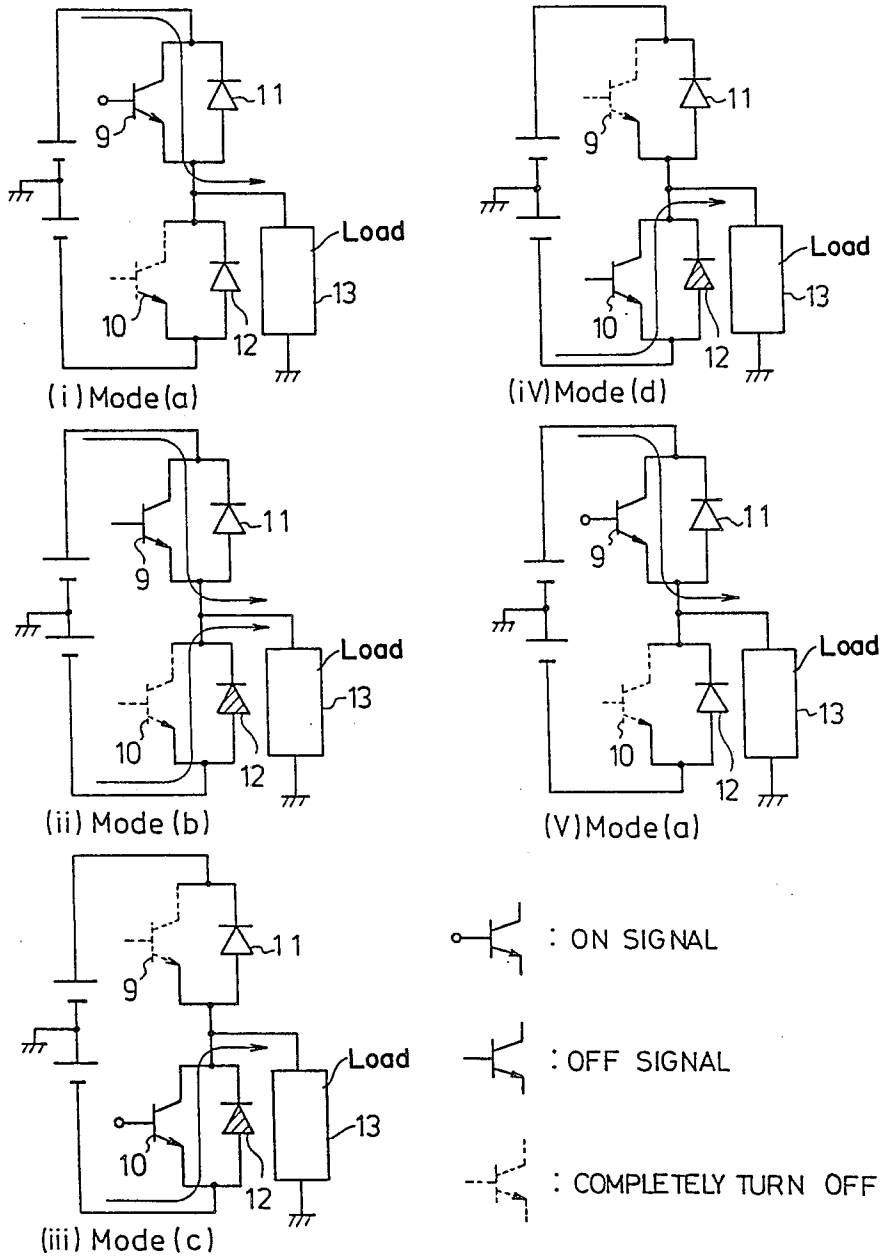 11
9
Load
13
10
12
(i) Mode(a)
11
9
Load
13
10
12
(ii) Mode(b)
11
9
Load
13
10
12
(iii) Mode(c)
11
9
Load
13
10
12
(iV) Mode(d)
11
9
Load
13
10
12
(V) Mode(a)
: ON SIGNAL
: OFF SIGNAL
: COMPLETELY TURN OFF